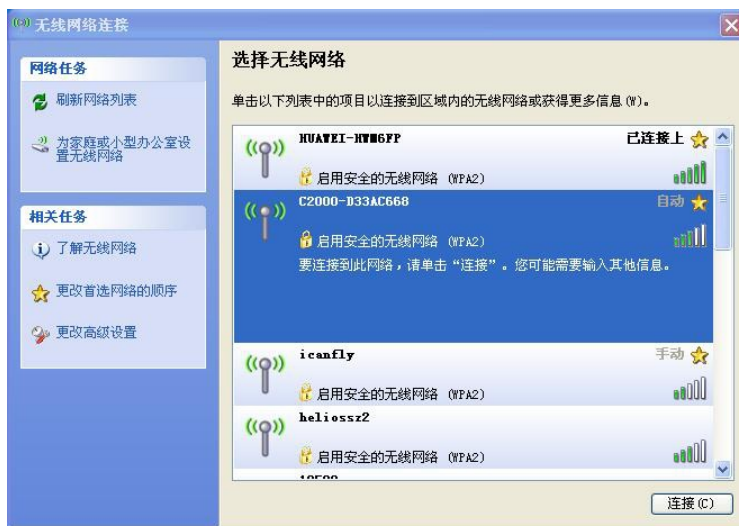 无线网络连接
网络任务
刷新网络列表
为家庭或小型办公室设
置无线网络
相关任务
了解无线网络
更改首选网络的顺序
更改高级设置
选择无线网络
单击以下列表中的项目以连接到区域内的无线网络或获得更多信息(W)。
HUAWEI-HWM6FP 已连接上
启用安全的无线网络 (WPA2)
C2000-D33AC668 自动
启用安全的无线网络 (WPA2)
要连接到此网络，请单击“连接”。您可能需要输入其他信息。
icanfly 手动
启用安全的无线网络 (WPA2)
heliossz2
启用安全的无线网络 (WPA2)
连接(C)